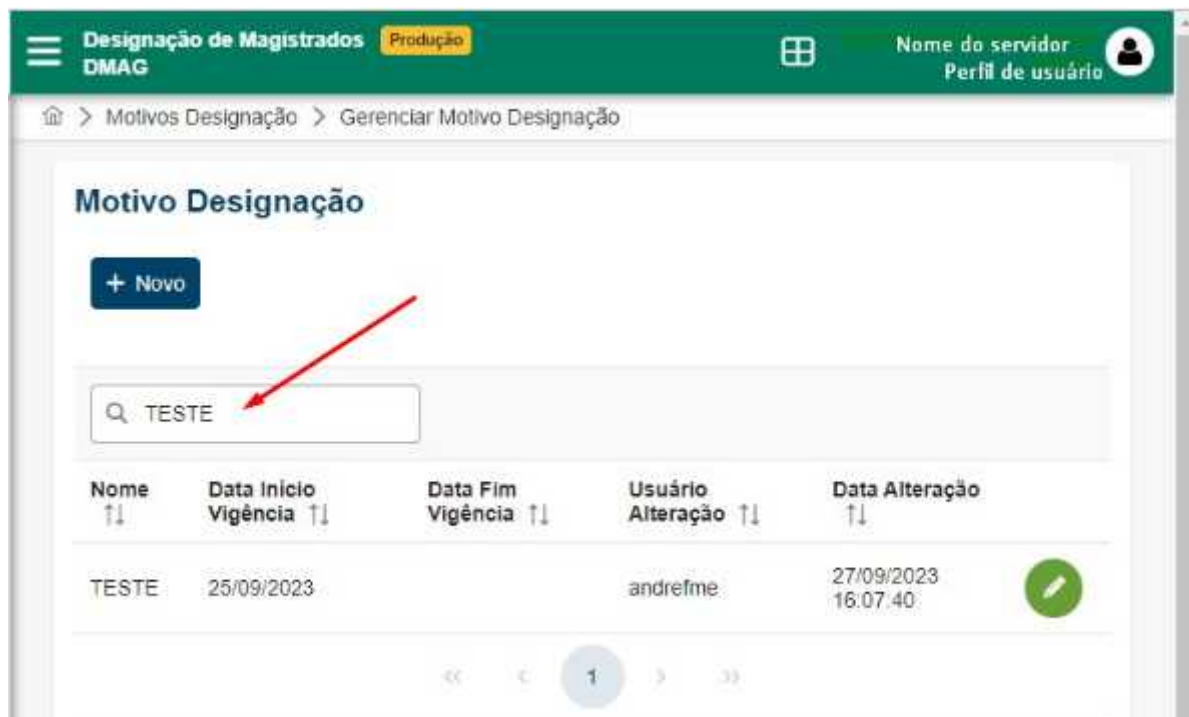 Designação de Magistrados Produção
DMAG
Nome do servidor
Perfil de usuário
> Motivos Designação > Gerenciar Motivo Designação
Motivo Designação
+ Novo
TESTE
Nome Data Início Vigência Data Fim Vigência Usuário Alteração Data Alteração
TESTE 25/09/2023 andrefme 27/09/2023 16:07:40
<< < 1 > >>